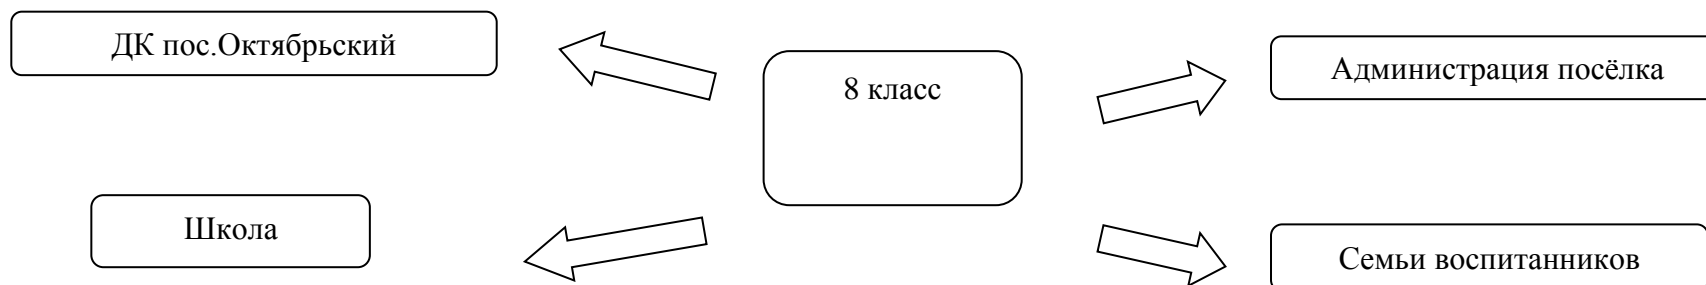 ДК пос.Октябрьский
8 класс
Администрация посёлка
Школа
Семьи воспитанников